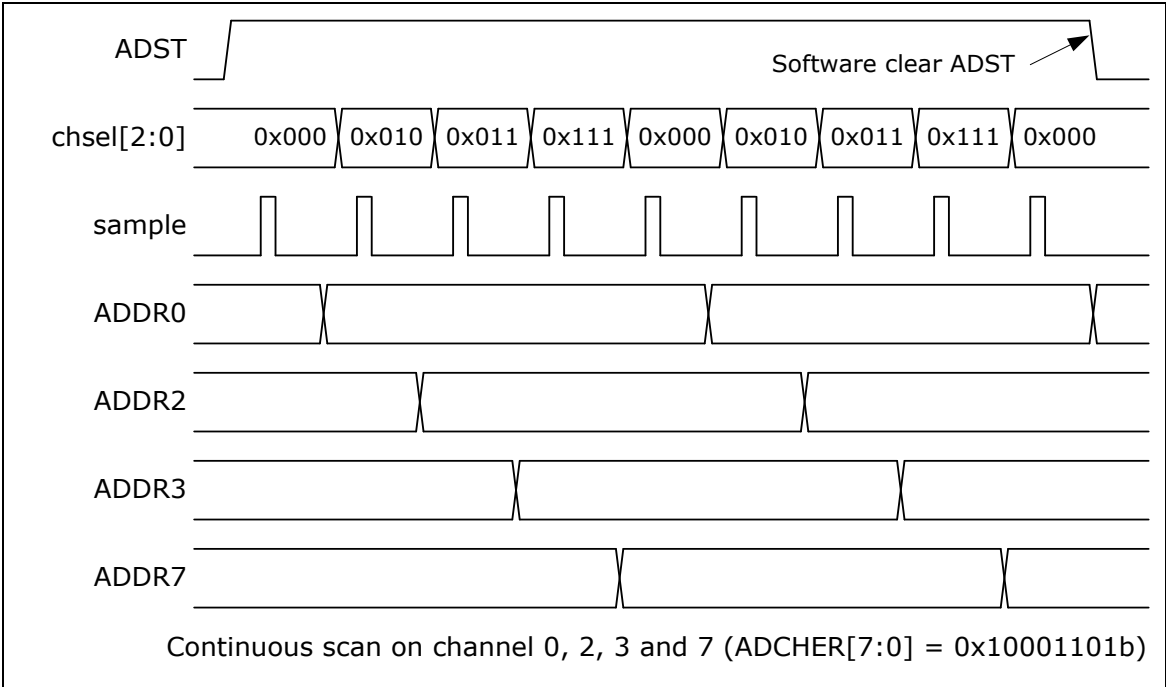 ADST
Software clear ADST
chsel[2:0] 0x000 0x010 0x011 0x111 0x000 0x010 0x011 0x111 0x000
sample
ADDR0
ADDR2
ADDR3
ADDR7
Continuous scan on channel 0, 2, 3 and 7 (ADCHER[7:0] = 0x10001101b)